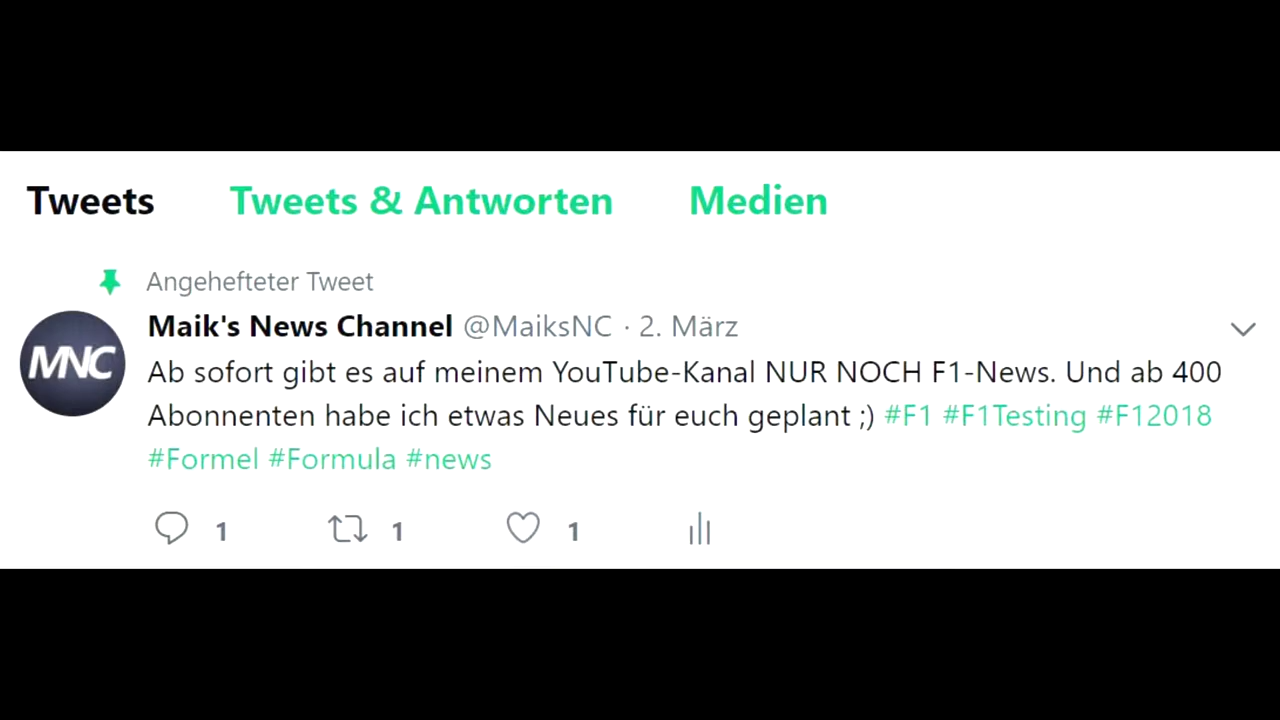 Tweets Tweets & Antworten Medien
Angehefteter Tweet
Maik's News Channel @MaiksNC · 2. März
MNC
Ab sofort gibt es auf meinem YouTube-Kanal NUR NOCH F1-News. Und ab 400
Abonnenten habe ich etwas Neues für euch geplant ;) #F1 #F1Testing #F12018
#Formel #Formula #news
1 1 1